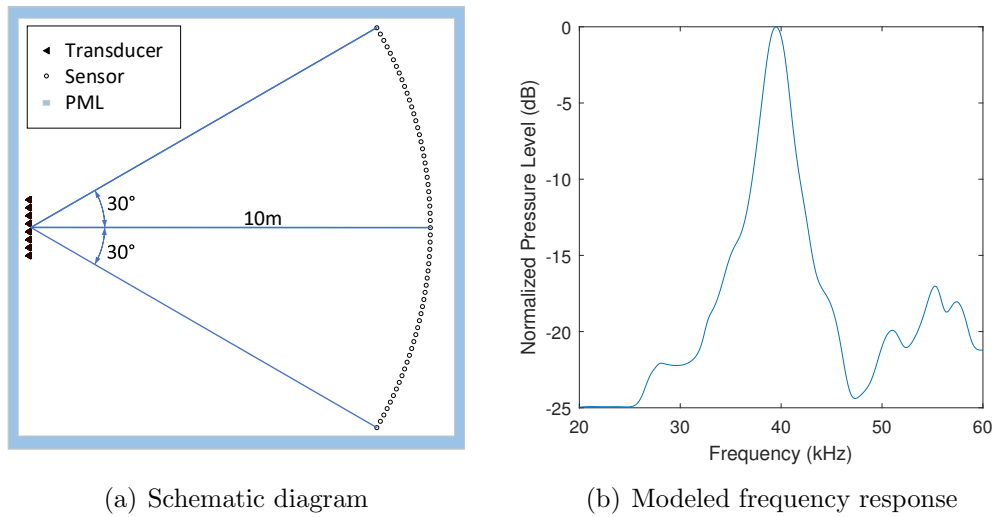 Transducer
Sensor
PML
30°
10m
30°
(a) Schematic diagram
Normalized Pressure Level (dB)
0
-5
-10
-15
-20
-25
20
30
40
50
60
Frequency (kHz)
(b) Modeled frequency response